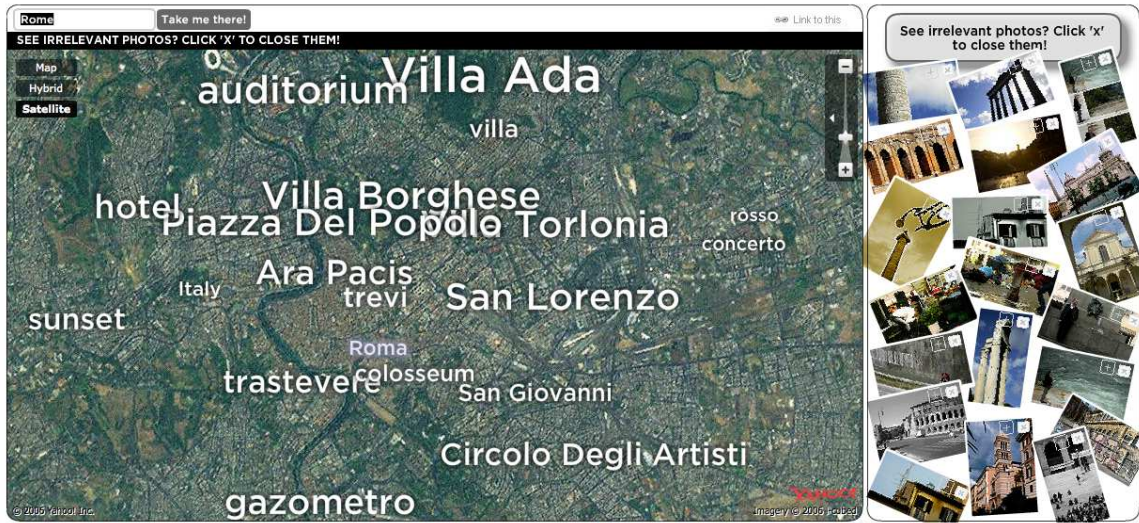 Rome
Take me there!
Link to this
SEE IRRELEVANT PHOTOS? CLICK 'X' TO CLOSE THEM!
See irrelevant photos? Click 'x'
to close them!
Map
Hybrid
Satellite
Villa Ada
auditorium
villa
Villa Borghese
hotel
Piazza Del Popolo
Villa Torlonia
rosso
concerto
Ara Pacis
Italy
trevi
San Lorenzo
sunset
Roma
trastevere
colosseum
San Giovanni
Circolo Degli Artisti
gazometro
YAHOO!
© 2006 Yahoo! Inc.
Imagery © 2006 i-cubed